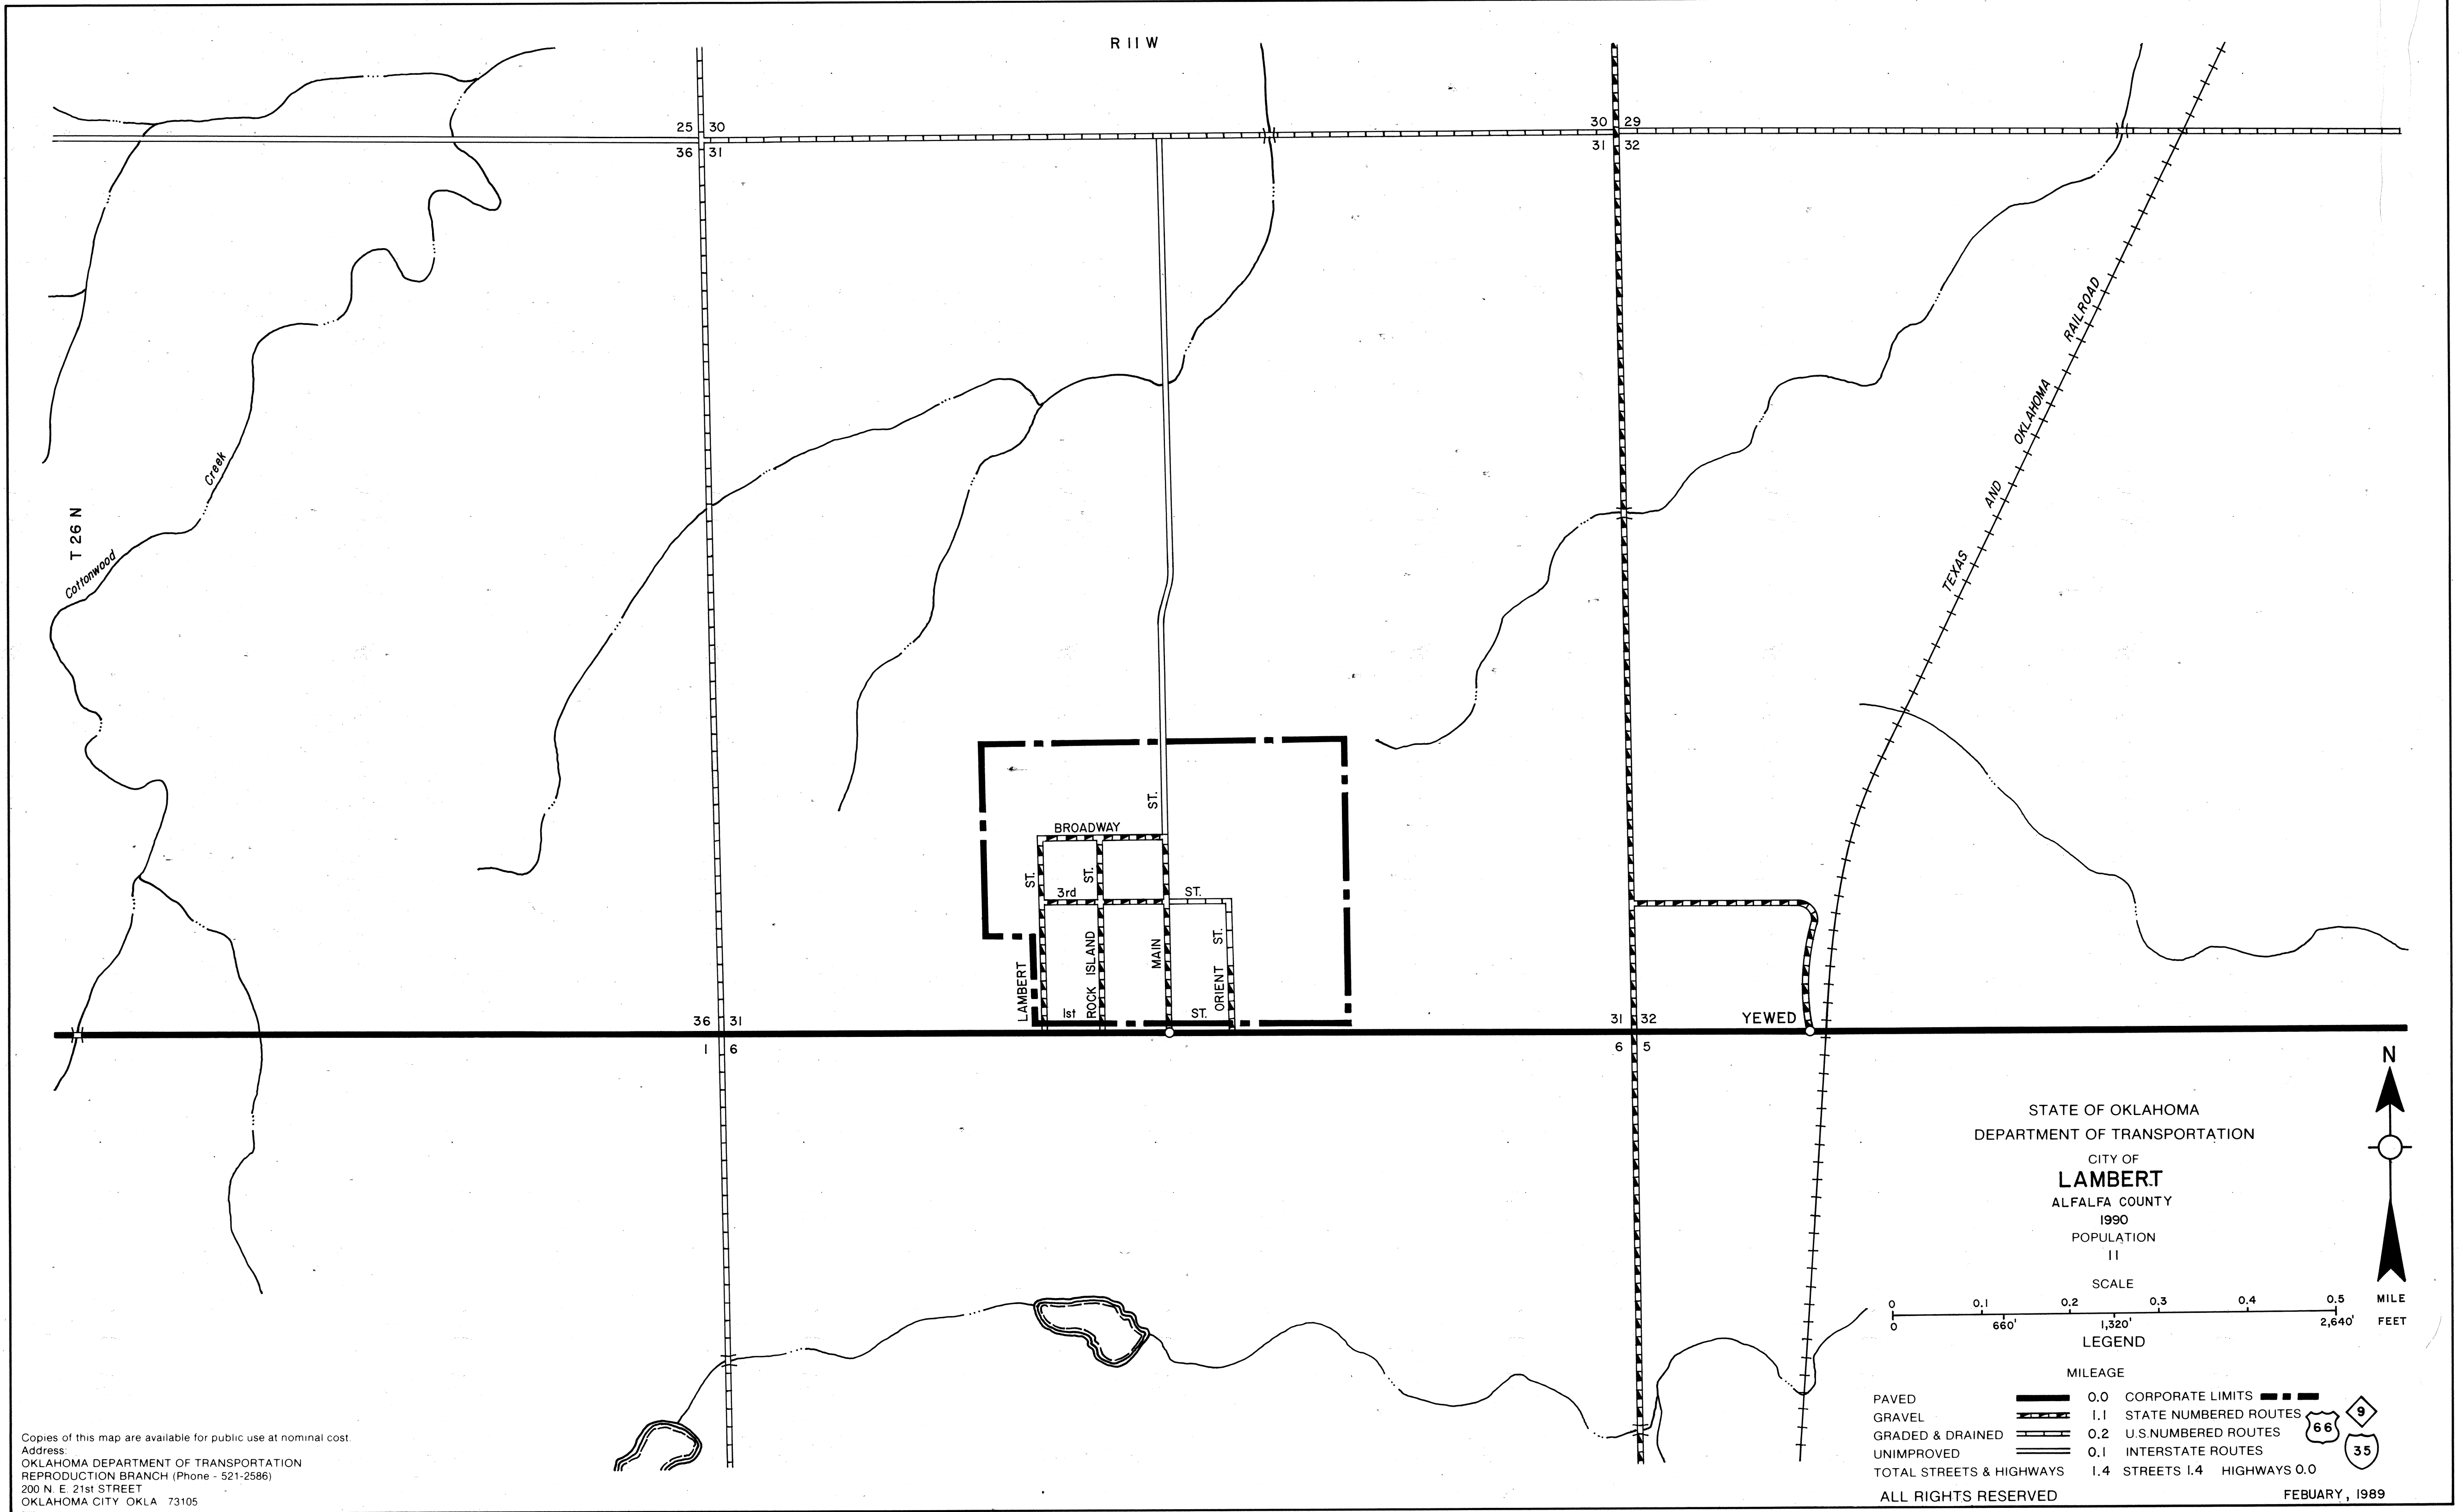 R 11 W
25 30
36 31
30 29
31 32
T 26 N
Cottonwood Creek
TEXAS AND OKLAHOMA RAILROAD
BROADWAY ST.
3rd ST.
LAMBERT ST.
ROCK ISLAND ST.
MAIN ST.
ORIENT ST.
1st ST.
36 31
1 6
31 32
6 5
YEWED
N
STATE OF OKLAHOMA
DEPARTMENT OF TRANSPORTATION
CITY OF
LAMBERT
ALFALFA COUNTY
1990
POPULATION
11
SCALE
0 0.1 0.2 0.3 0.4 0.5 MILE
0 660' 1,320' 2,640' FEET
LEGEND
MILEAGE
PAVED 0.0 CORPORATE LIMITS
GRAVEL 1.1 STATE NUMBERED ROUTES 9
GRADED & DRAINED 0.2 U.S. NUMBERED ROUTES 66
UNIMPROVED 0.1 INTERSTATE ROUTES 35
TOTAL STREETS & HIGHWAYS 1.4 STREETS 1.4 HIGHWAYS 0.0
ALL RIGHTS RESERVED FEBUARY, 1989
Copies of this map are available for public use at nominal cost.
Address:
OKLAHOMA DEPARTMENT OF TRANSPORTATION
REPRODUCTION BRANCH (Phone - 521-2586)
200 N. E. 21st STREET
OKLAHOMA CITY OKLA 73105